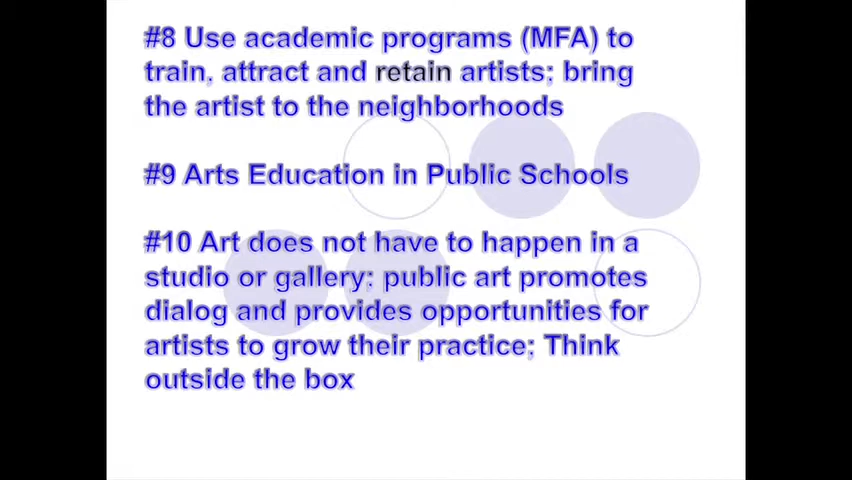 #8 Use academic programs (MFA) to
train, attract and retain artists; bring
the artist to the neighborhoods
#9 Arts Education in Public Schools
#10 Art does not have to happen in a
studio or gallery; public art promotes
dialog and provides opportunities for
artists to grow their practice; Think
outside the box